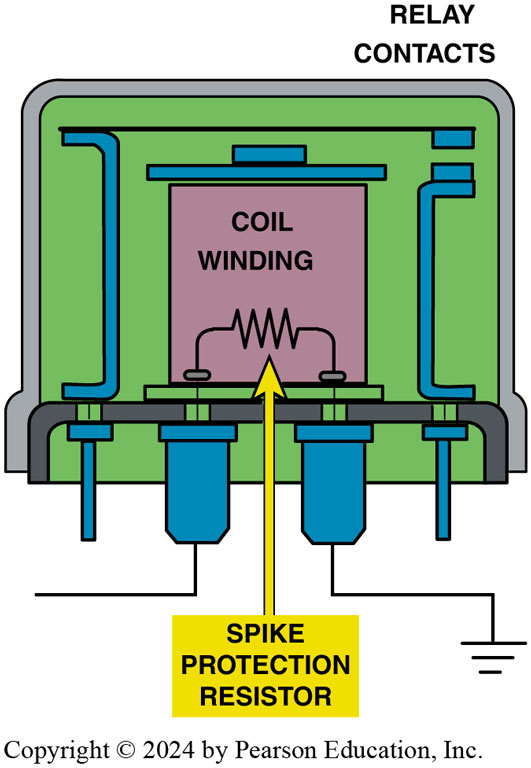 RELAY
CONTACTS
COIL
WINDING
SPIKE
PROTECTION
RESISTOR
Copyright © 2024 by Pearson Education, Inc.